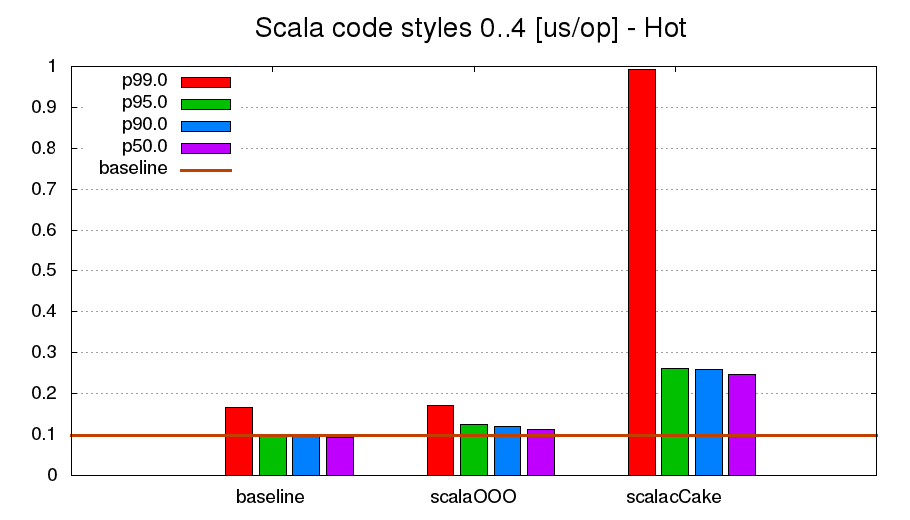 Scala code styles 0..4 [us/op] - Hot
1
0.9
0.8
0.7
0.6
0.5
0.4
0.3
0.2
0.1
0
p99.0
p95.0
p90.0
p50.0
baseline
baseline scalaOOO scalacCake